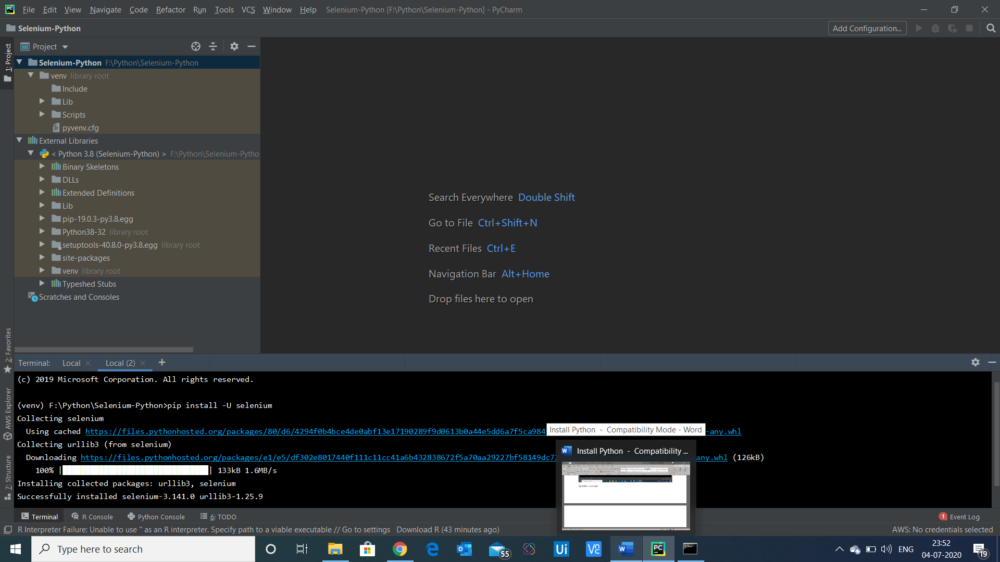 File Edit View Navigate Code Refactor Run Tools VCS Window Help Selenium-Python [F:\Python\Selenium-Python] - PyCharm
Selenium-Python
Add Configuration...
1: Project
Project
Selenium-Python F:\Python\Selenium-Python
venv library root
Include
Lib
Scripts
pyvenv.cfg
External Libraries
< Python 3.8 (Selenium-Python) > F:\Python\Selenium-Pytho
Binary Skeletons
DLLs
Extended Definitions
Lib
pip-19.0.3-py3.8.egg
Python38-32 library root
setuptools-40.8.0-py3.8.egg library root
site-packages
venv library root
Typeshed Stubs
Scratches and Consoles
Search Everywhere Double Shift
Go to File Ctrl+Shift+N
Recent Files Ctrl+E
Navigation Bar Alt+Home
Drop files here to open
2: Favorites
AWS Explorer
7: Structure
Terminal: Local Local (2)
(c) 2019 Microsoft Corporation. All rights reserved.
(venv) F:\Python\Selenium-Python>pip install -U selenium
Collecting selenium
Using cached https://files.pythonhosted.org/packages/80/d6/4294f0b4bce4de0abf13e17190289f9d0613b0a44e5dd6a7f5ca984 -any.whl
Install Python - Compatibility Mode - Word
Collecting urllib3 (from selenium)
Install Python - Compatibility ...
Downloading https://files.pythonhosted.org/packages/e1/e5/df302e8017440f111c11cc41a6b432838672f5a70aa29227bf58149dc72 any.whl (126kB)
100% | | 133kB 1.6MB/s
Installing collected packages: urllib3, selenium
Successfully installed selenium-3.141.0 urllib3-1.25.9
Terminal R Console Python Console 6: TODO
1 Event Log
R Interpreter Failure: Unable to use '' as an R interpreter. Specify path to a viable executable // Go to settings Download R (43 minutes ago)
AWS: No credentials selected
Type here to search
55
Ui
ENG
23:52
04-07-2020
19